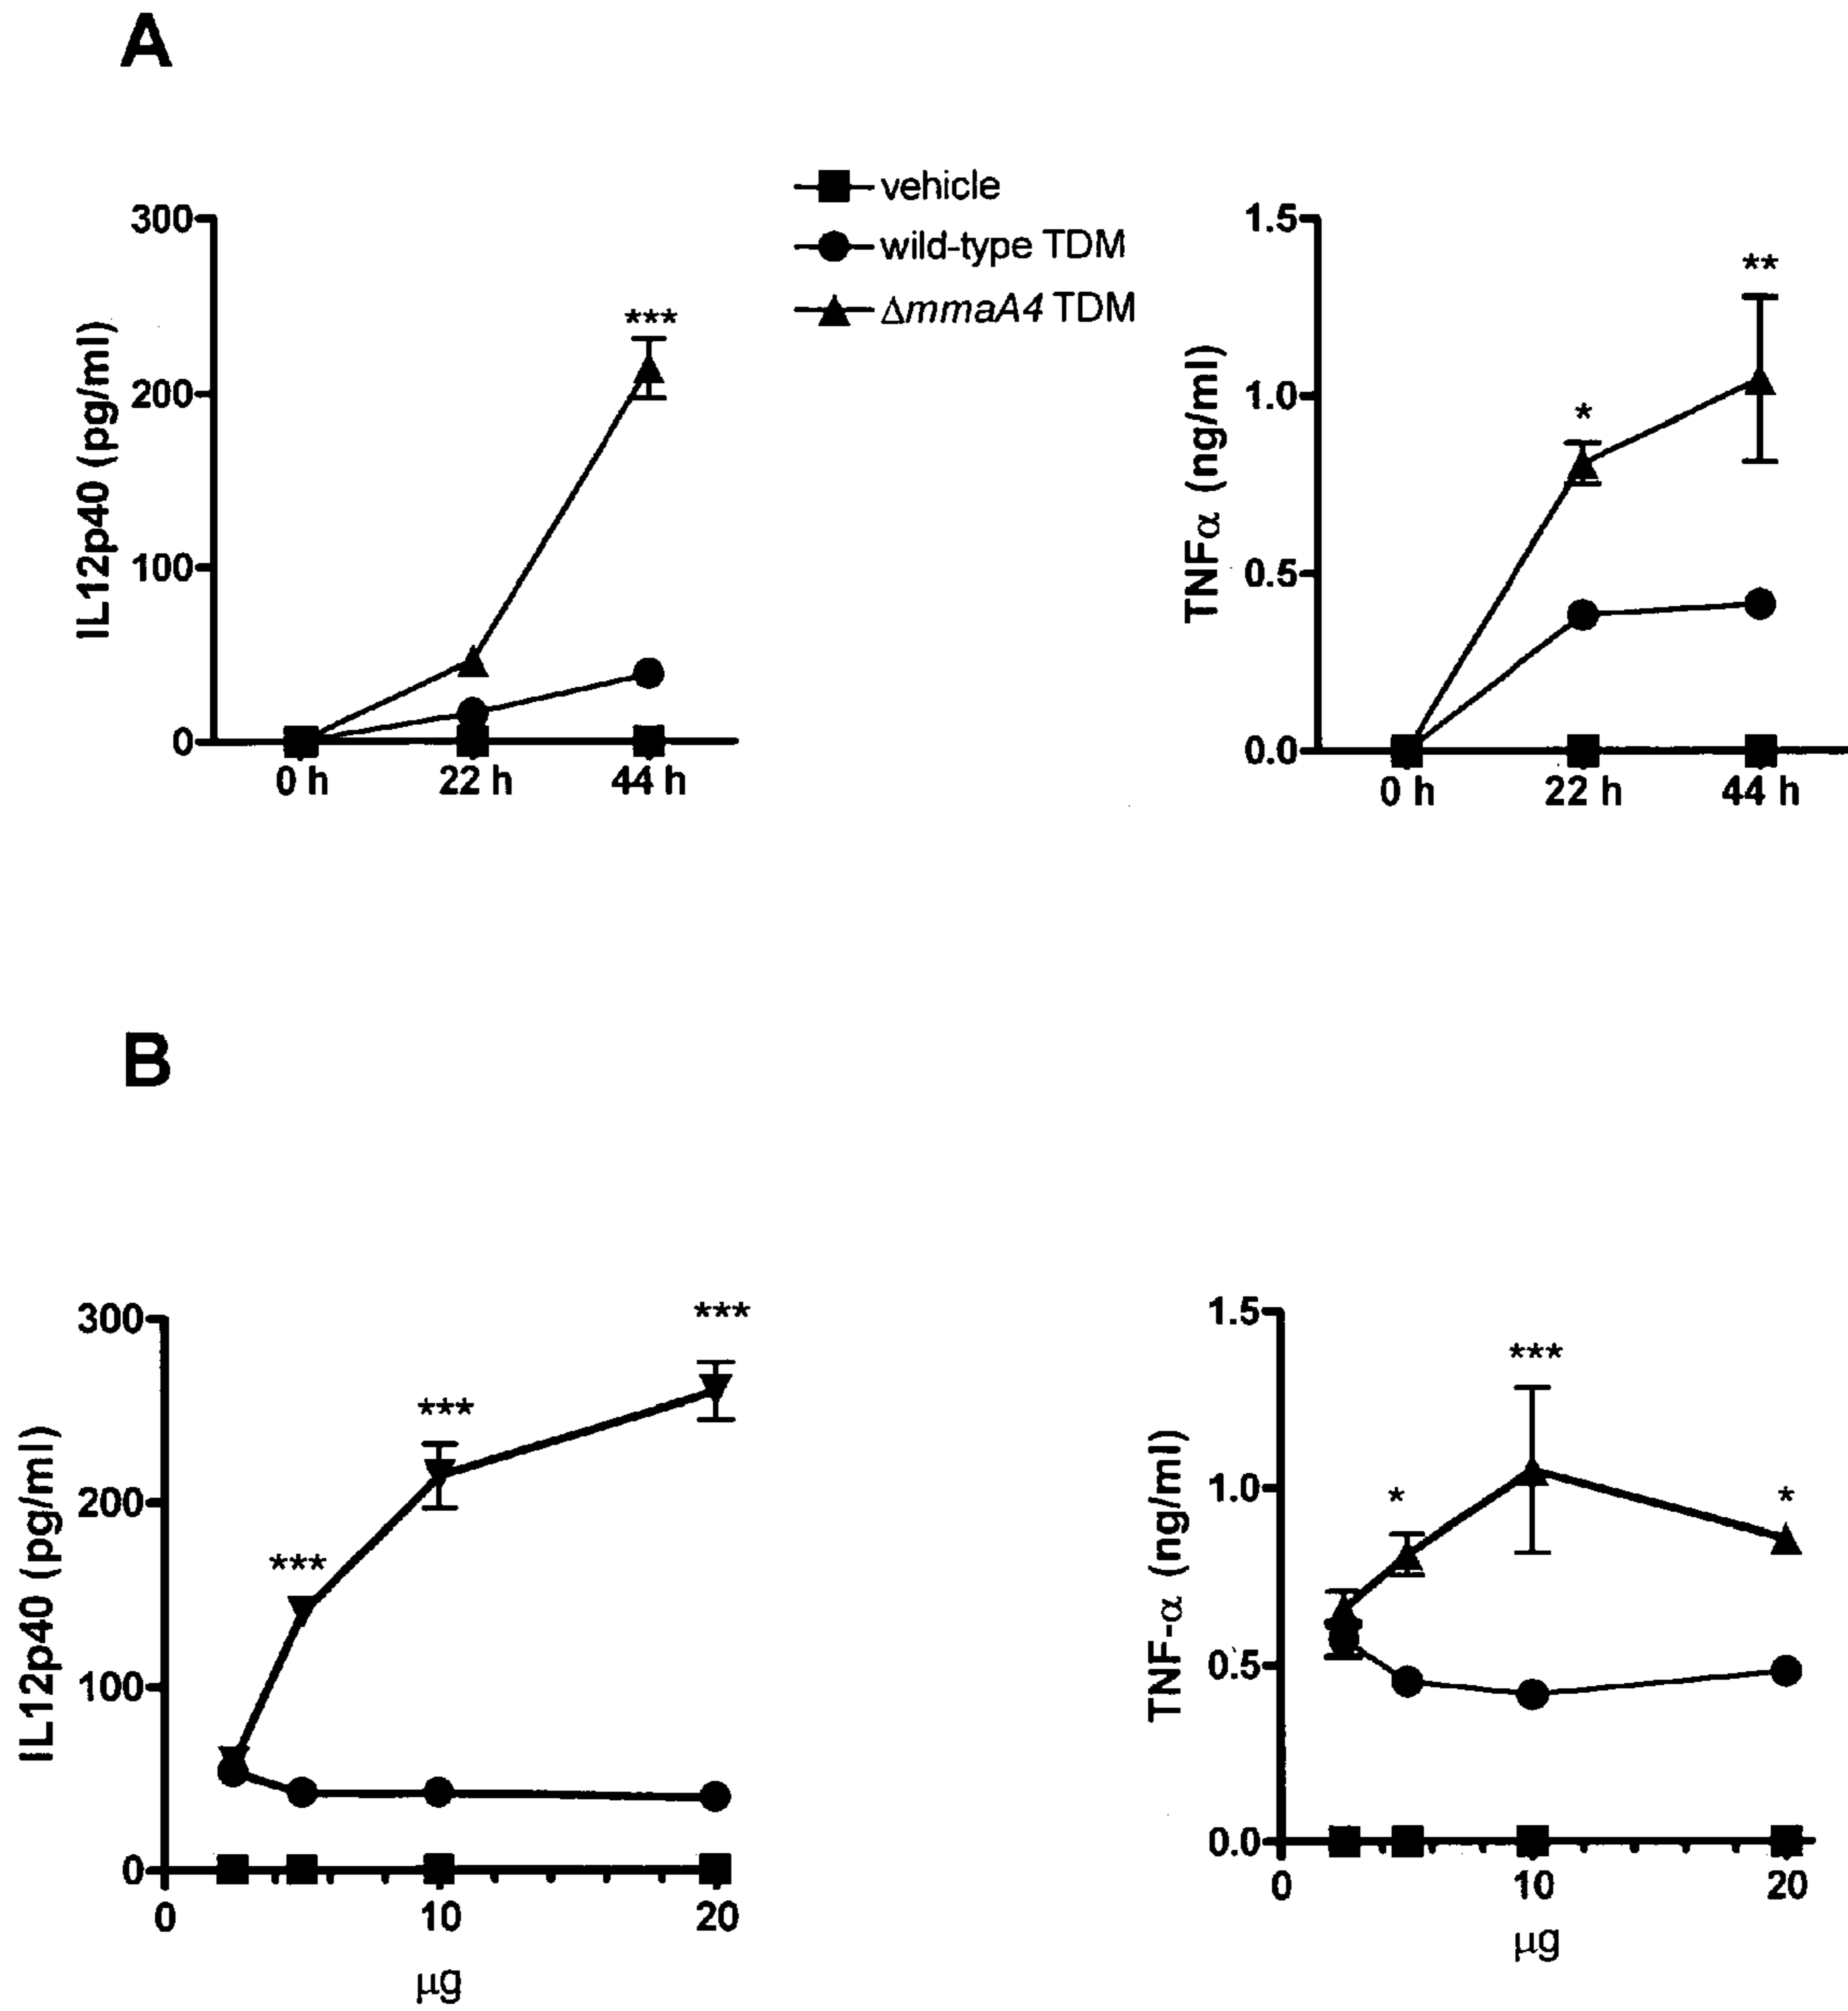 A
vehicle
wild-type TDM
ΔmmaA4 TDM
IL12p40 (pg/ml)
300
200
100
0
***
0 h
22 h
44 h
TNFα (ng/ml)
1.5
1.0
0.5
0.0
*
**
0 h
22 h
44 h
B
IL12p40 (pg/ml)
300
200
100
0
***
***
***
0
10
20
μg
TNF-α (ng/ml)
1.5
1.0
0.5
0.0
*
***
*
0
10
20
μg